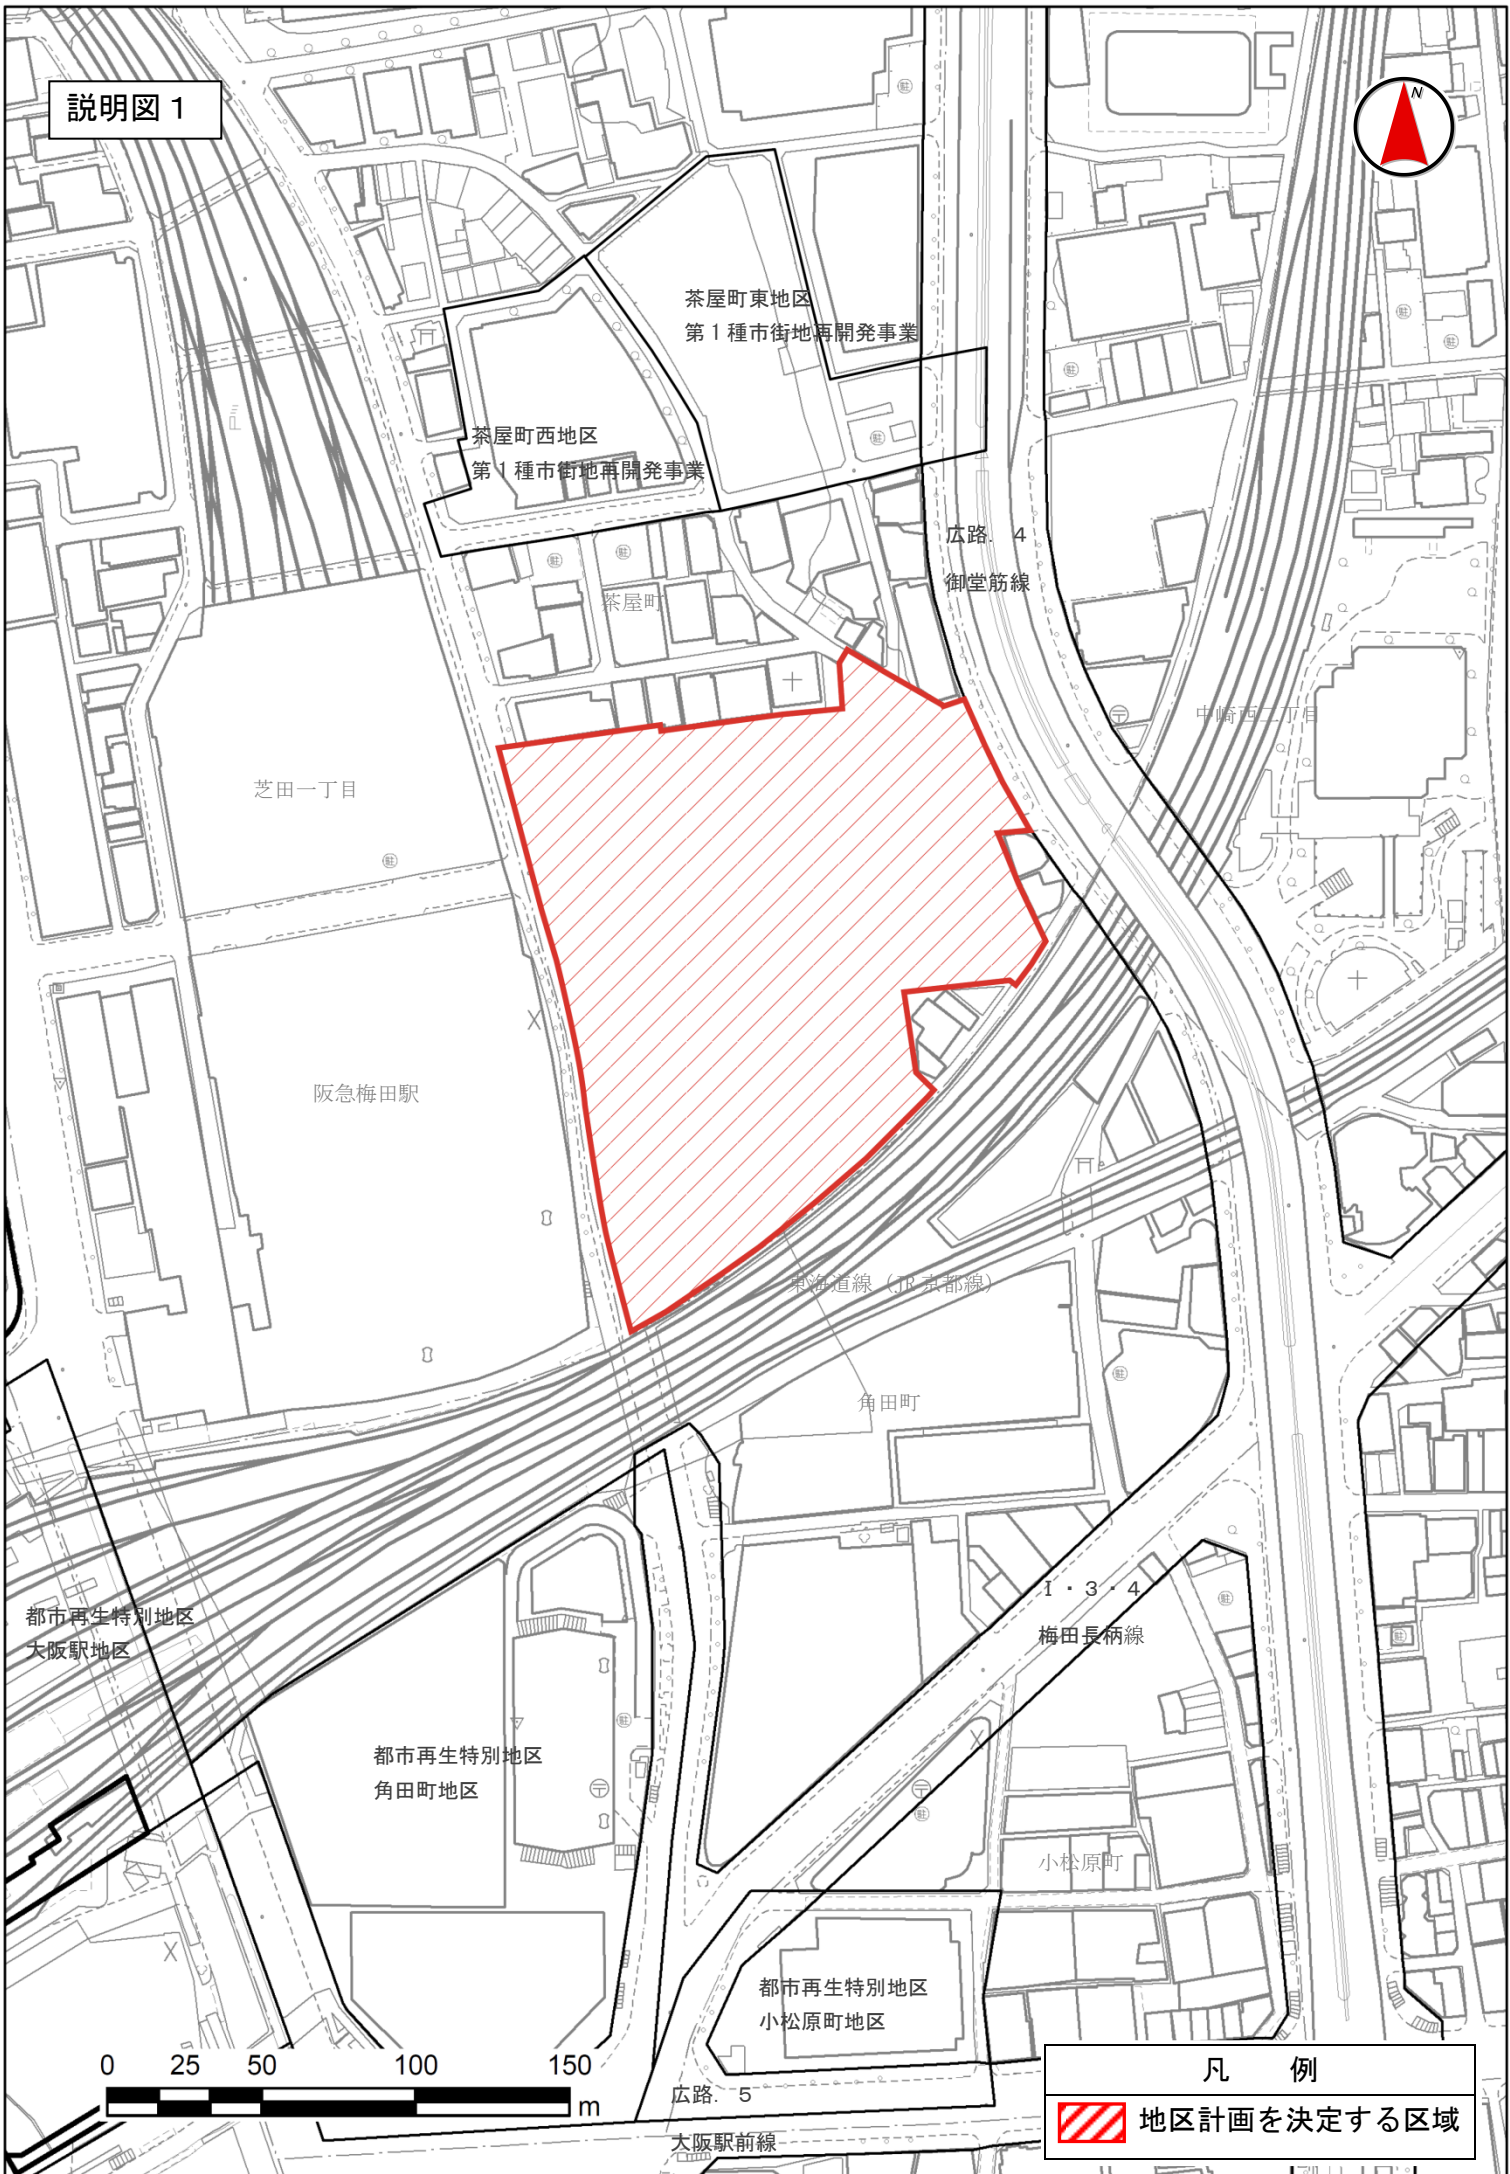 説明図１
N
茶屋町東地区
第１種市街地再開発事業
茶屋町西地区
第１種市街地再開発事業
広路．４
御堂筋線
茶屋町
中崎西二丁目
芝田一丁目
阪急梅田駅
東海道線（JR京都線）
角田町
Ｉ・３・４
梅田長柄線
都市再生特別地区
大阪駅地区
都市再生特別地区
角田町地区
小松原町
都市再生特別地区
小松原町地区
0 25 50 100 150
m
広路．５
大阪駅前線
凡　例
地区計画を決定する区域